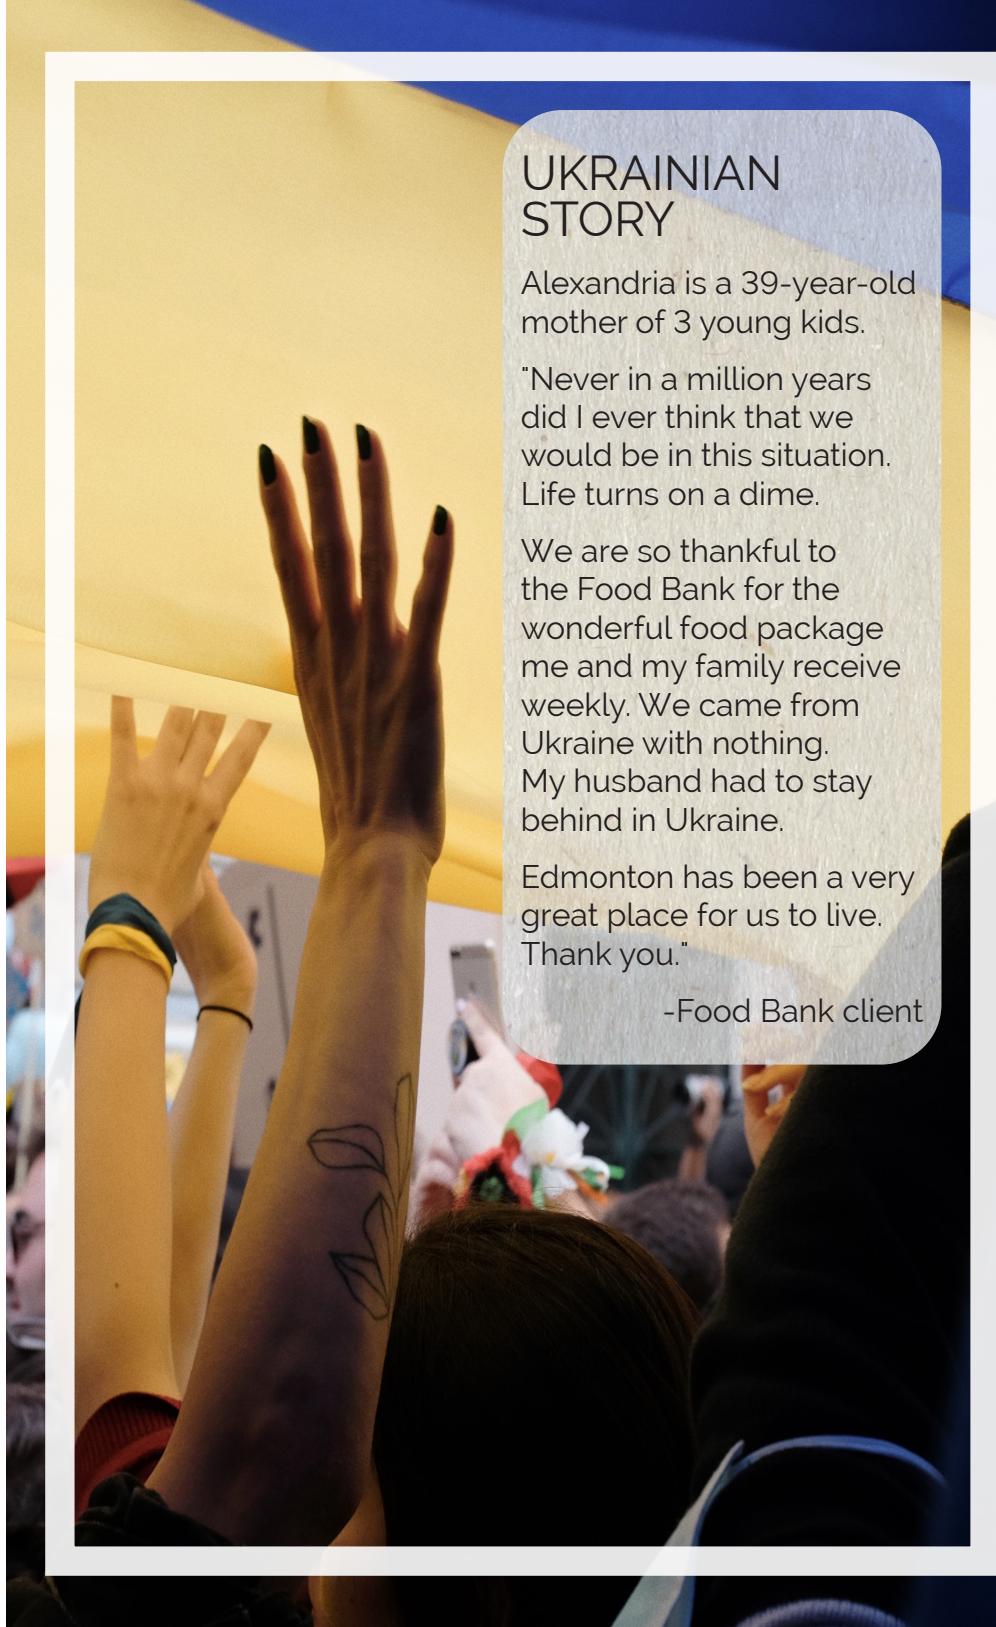 UKRAINIAN
STORY
Alexandria is a 39-year-old
mother of 3 young kids.
"Never in a million years
did I ever think that we
would be in this situation.
Life turns on a dime.
We are so thankful to
the Food Bank for the
wonderful food package
me and my family receive
weekly. We came from
Ukraine with nothing.
My husband had to stay
behind in Ukraine.
Edmonton has been a very
great place for us to live.
Thank you."
-Food Bank client